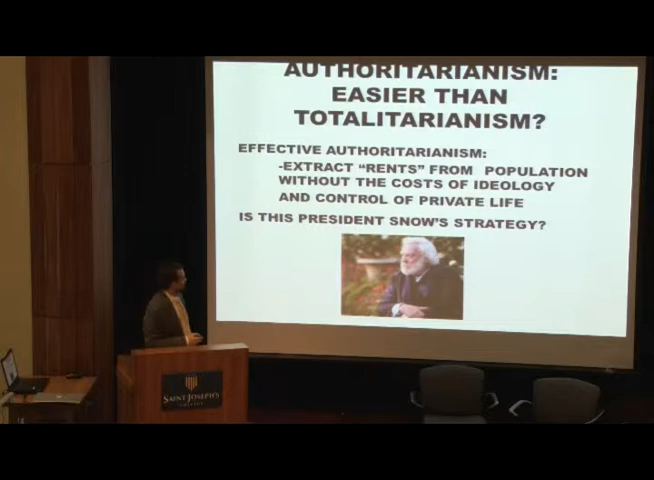 AUTHORITARIANISM:
EASIER THAN
TOTALITARIANISM?
EFFECTIVE AUTHORITARIANISM:
-EXTRACT "RENTS" FROM POPULATION
WITHOUT THE COSTS OF IDEOLOGY
AND CONTROL OF PRIVATE LIFE
IS THIS PRESIDENT SNOW'S STRATEGY?
SAINT JOSEPH'S
COLLEGE